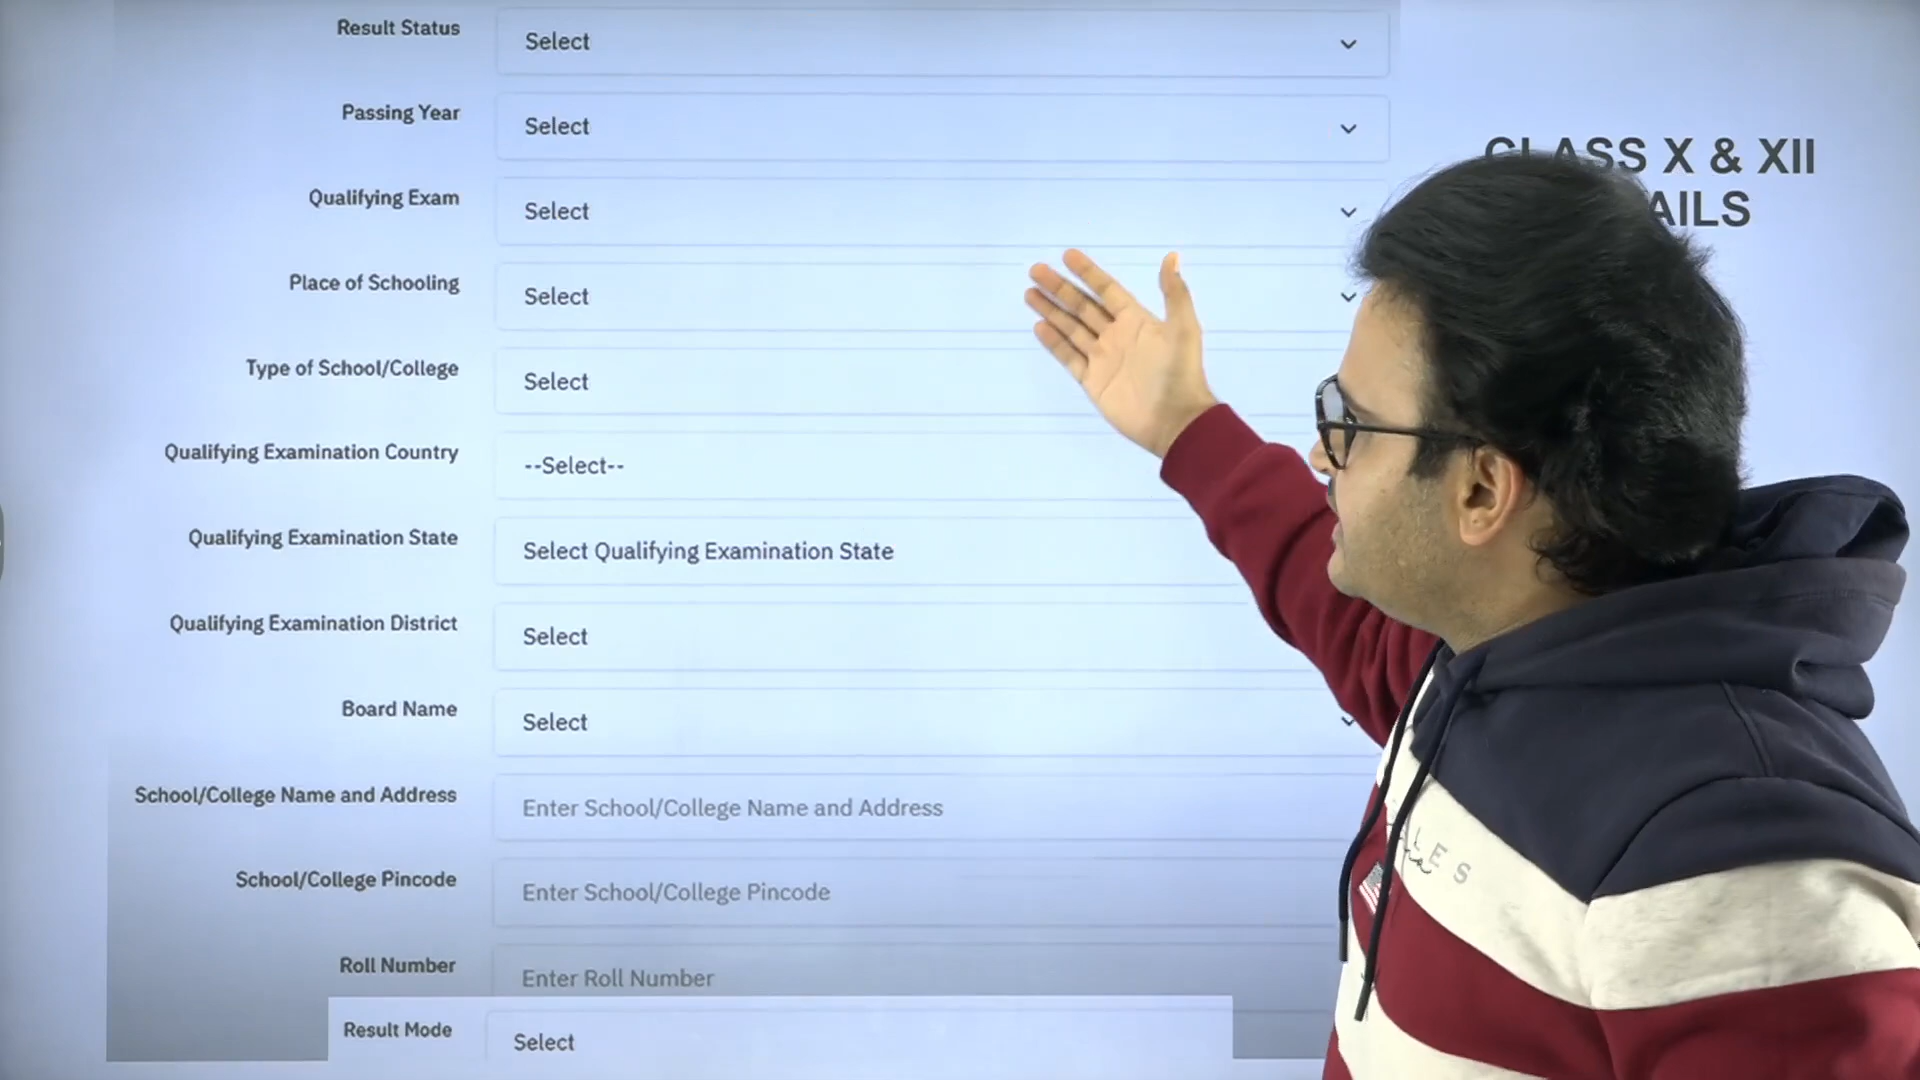 Result Status
Select
Passing Year
Select
Qualifying Exam
Select
Place of Schooling
Select
Type of School/College
Select
Qualifying Examination Country
--Select--
Qualifying Examination State
Select Qualifying Examination State
Qualifying Examination District
Select
Board Name
Select
School/College Name and Address
Enter School/College Name and Address
School/College Pincode
Enter School/College Pincode
Roll Number
Enter Roll Number
Result Mode
Select
CLASS X & XII
AILS